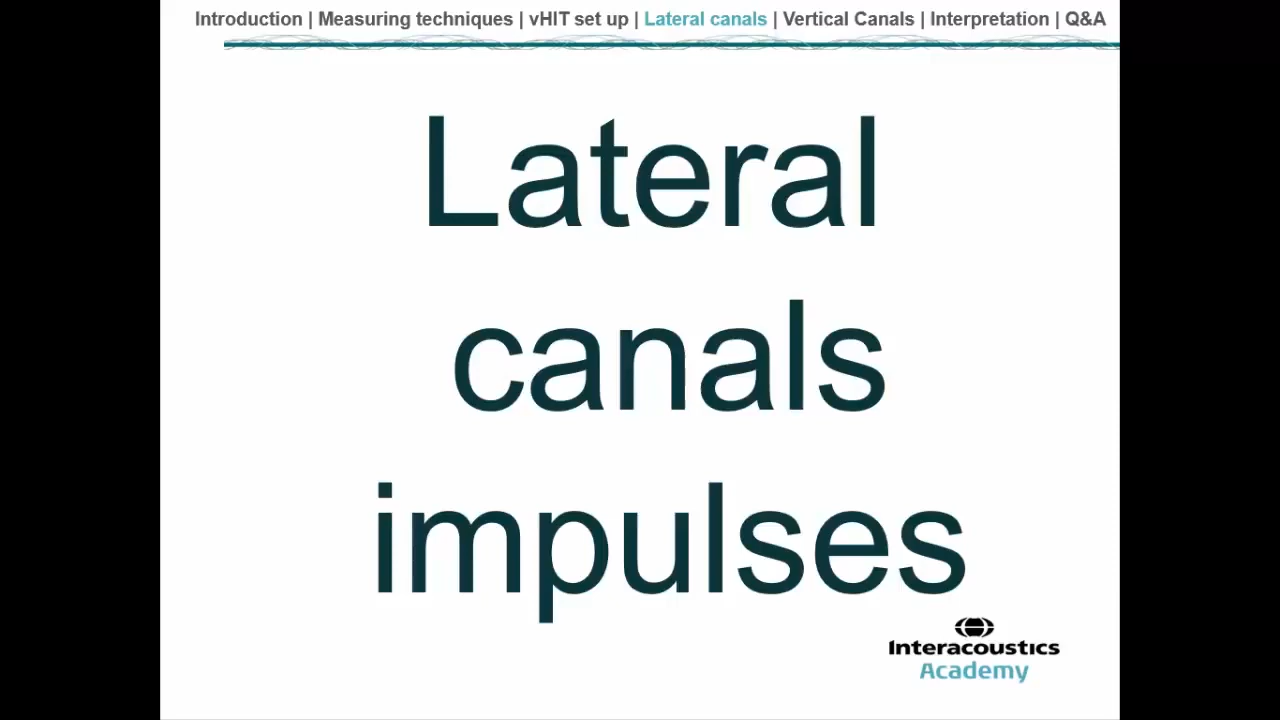 Introduction | Measuring techniques | vHIT set up | Lateral canals | Vertical Canals | Interpretation | Q&A
Lateral
canals
impulses
Interacoustics
Academy